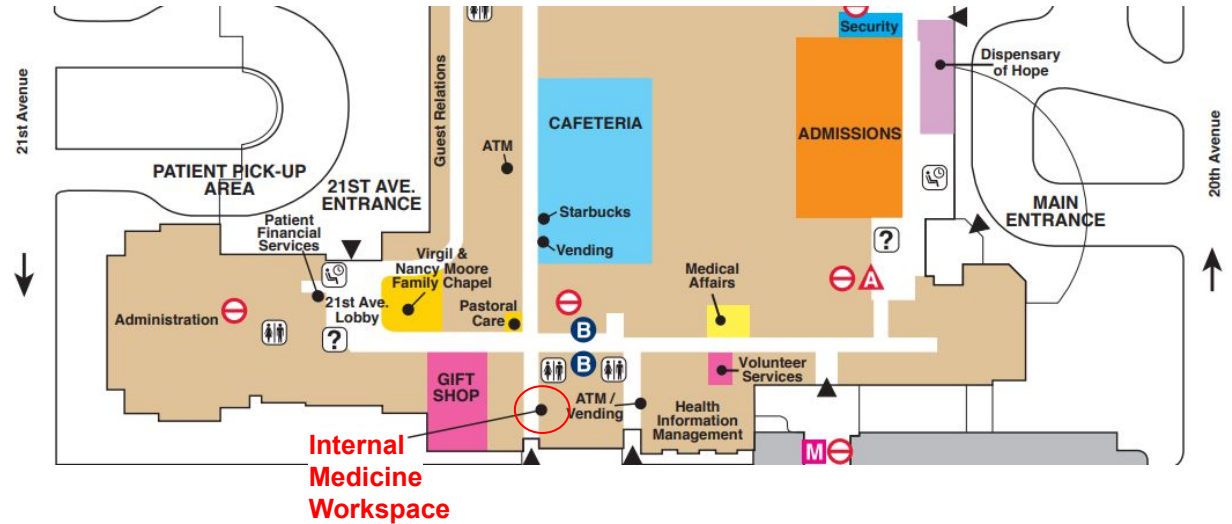 Security
Dispensary
of Hope
21st Avenue
Guest Relations
CAFETERIA
ADMISSIONS
ATM
20th Avenue
PATIENT PICK-UP
AREA
21ST AVE.
ENTRANCE
MAIN
ENTRANCE
Patient
Financial
Services
Starbucks
Vending
?
Virgil &
Nancy Moore
Family Chapel
Medical
Affairs
A
21st Ave.
Lobby
Pastoral
Care
Administration
?
B
B
GIFT
SHOP
Volunteer
Services
ATM /
Vending
Health
Information
Management
Internal
Medicine
Workspace
M